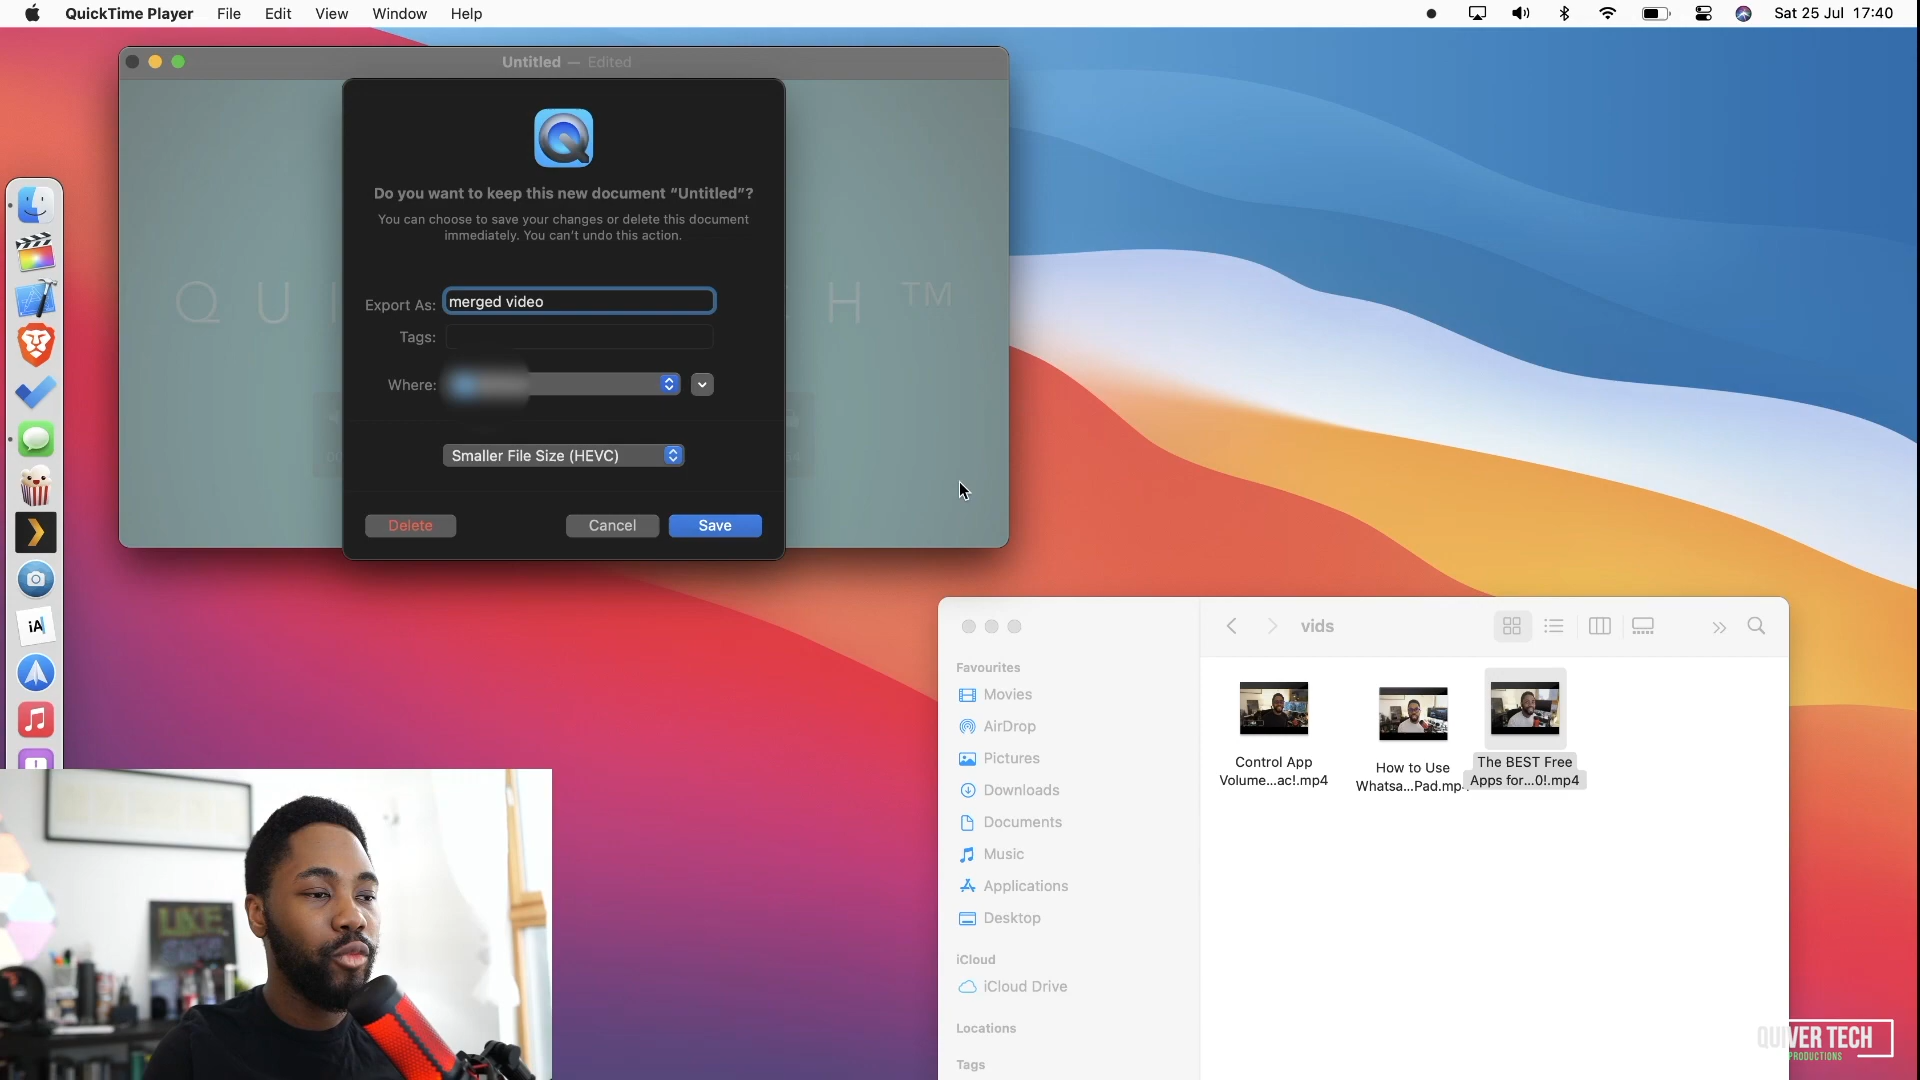 QuickTime Player File Edit View Window Help Sat 25 Jul 17:40
Untitled — Edited
Do you want to keep this new document “Untitled”?
You can choose to save your changes or delete this document
immediately. You can’t undo this action.
Export As: merged video
Tags:
Where:
Smaller File Size (HEVC)
Delete Cancel Save
Q U H ™
iA
vids
Favourites
Movies
AirDrop
Pictures
Downloads
Documents
Music
Applications
Desktop
iCloud
iCloud Drive
Locations
Tags
Control App
Volume...ac!.mp4
How to Use
Whatsa...Pad.mp
The BEST Free
Apps for...0!.mp4
QUIVER TECH
PRODUCTIONS